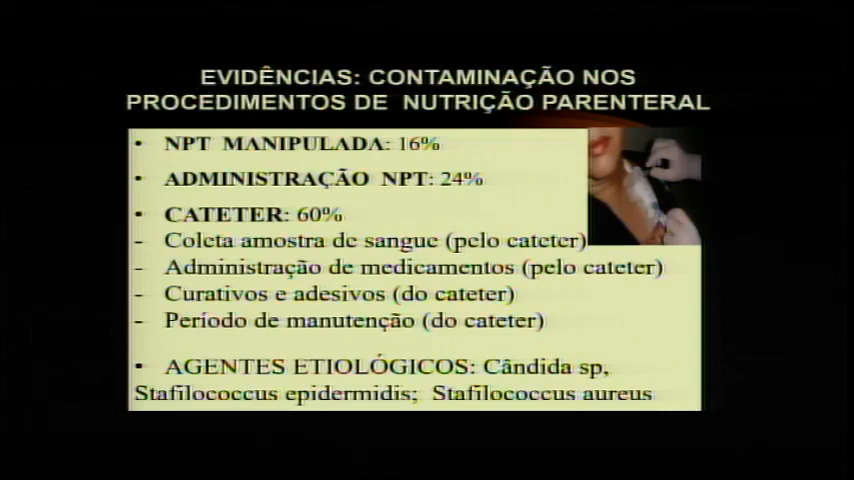 EVIDÊNCIAS: CONTAMINAÇÃO NOS
PROCEDIMENTOS DE NUTRIÇÃO PARENTERAL
• NPT MANIPULADA: 16%
• ADMINISTRAÇÃO NPT: 24%
• CATETER: 60%
- Coleta amostra de sangue (pelo cateter)
- Administração de medicamentos (pelo cateter)
- Curativos e adesivos (do cateter)
- Período de manutenção (do cateter)
• AGENTES ETIOLÓGICOS: Cândida sp,
Stafilococcus epidermidis; Stafilococcus aureus